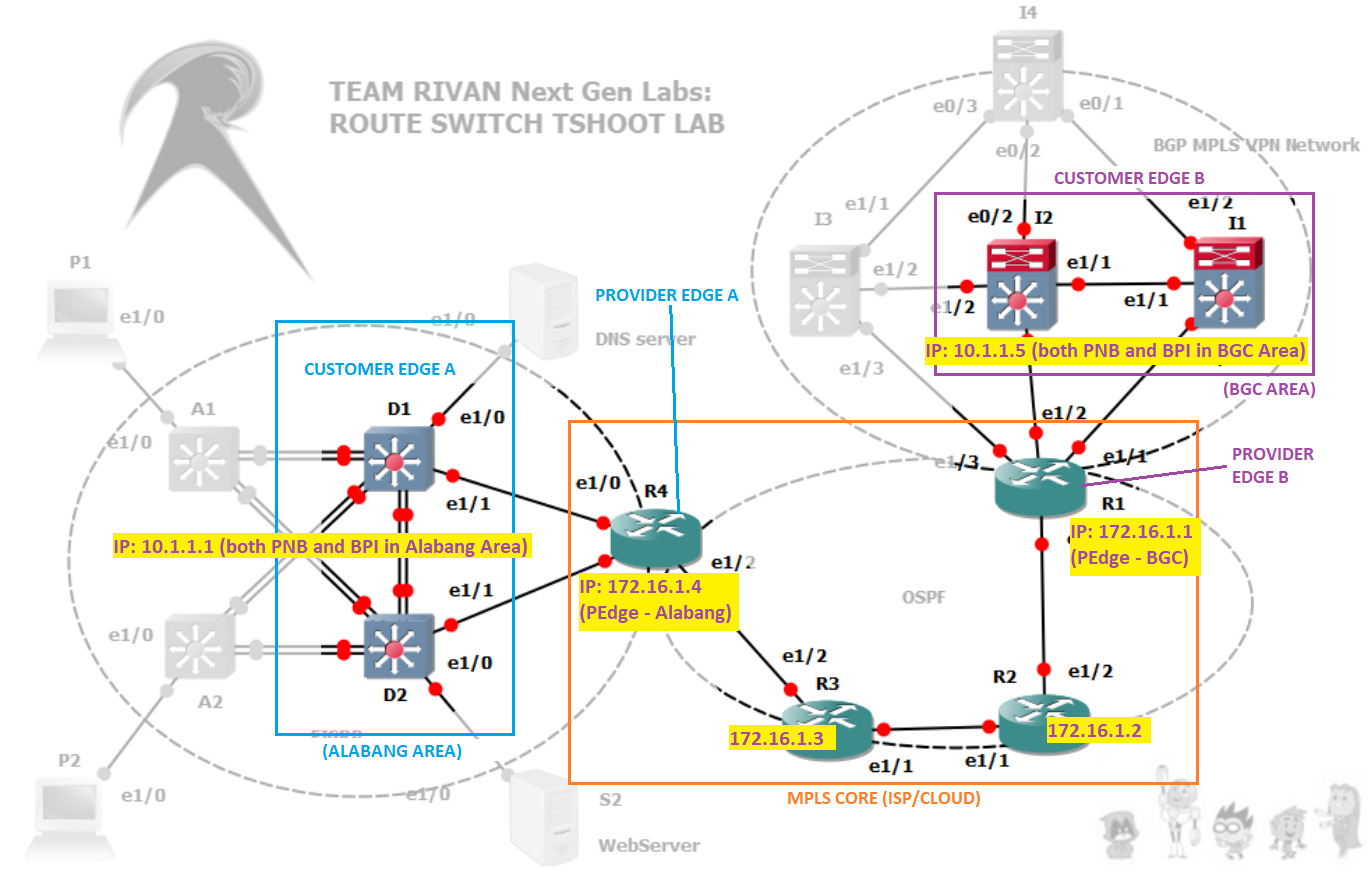 I4
TEAM RIVAN Next Gen Labs:
ROUTE SWITCH TSHOOT LAB
e0/3
e0/1
e0/2
BGP MPLS VPN Network
CUSTOMER EDGE B
e1/1
I3
e0/2
I2
e1/2
I1
P1
e1/0
e1/2
e1/1
e1/1
e1/2
PROVIDER EDGE A
e1/0
DNS server
IP: 10.1.1.5 (both PNB and BPI in BGC Area)
e1/3
(BGC AREA)
CUSTOMER EDGE A
A1
D1
e1/0
e1/0
e1/2
e1/1
e1/3
PROVIDER
EDGE B
e1/1
e1/0
R4
R1
IP: 10.1.1.1 (both PNB and BPI in Alabang Area)
IP: 172.16.1.1
(PEdge - BGC)
e1/2
e1/1
IP: 172.16.1.4
(PEdge - Alabang)
OSPF
e1/0
e1/0
D2
A2
e1/2
R3
R2
e1/2
172.16.1.3
172.16.1.2
(ALABANG AREA)
e1/1
e1/1
P2
e1/0
e1/0
S2
WebServer
MPLS CORE (ISP/CLOUD)